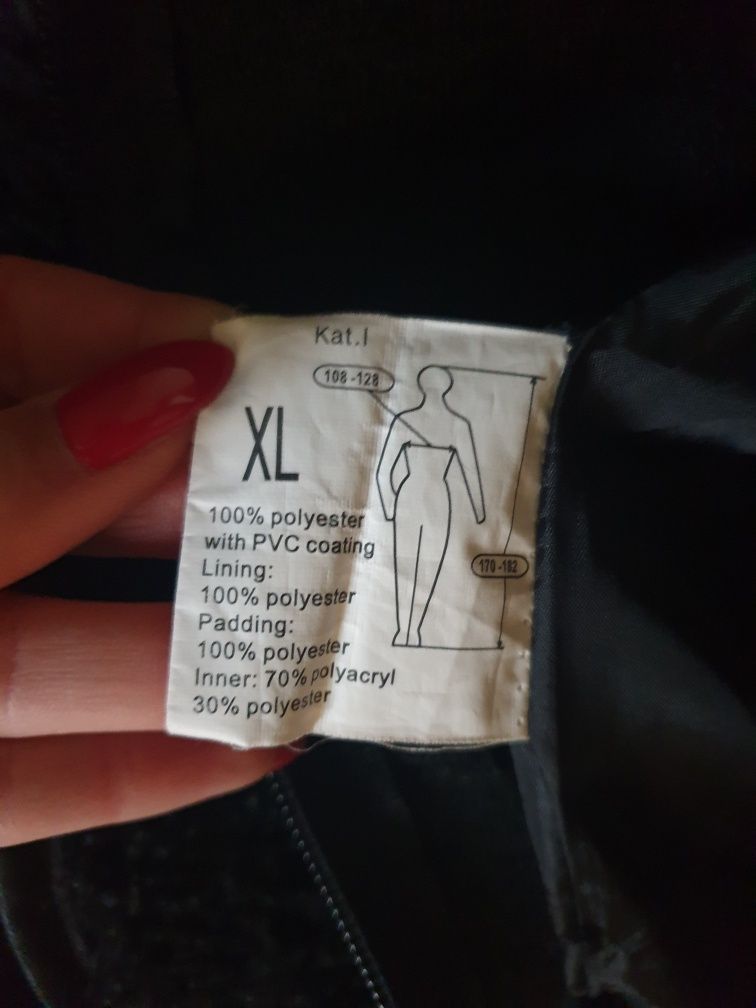 Kat.I
108-128
XL
100% polyester
with PVC coating
Lining:
100% polyester
Padding:
100% polyester
Inner: 70% polyacryl
30% polyester
170-182